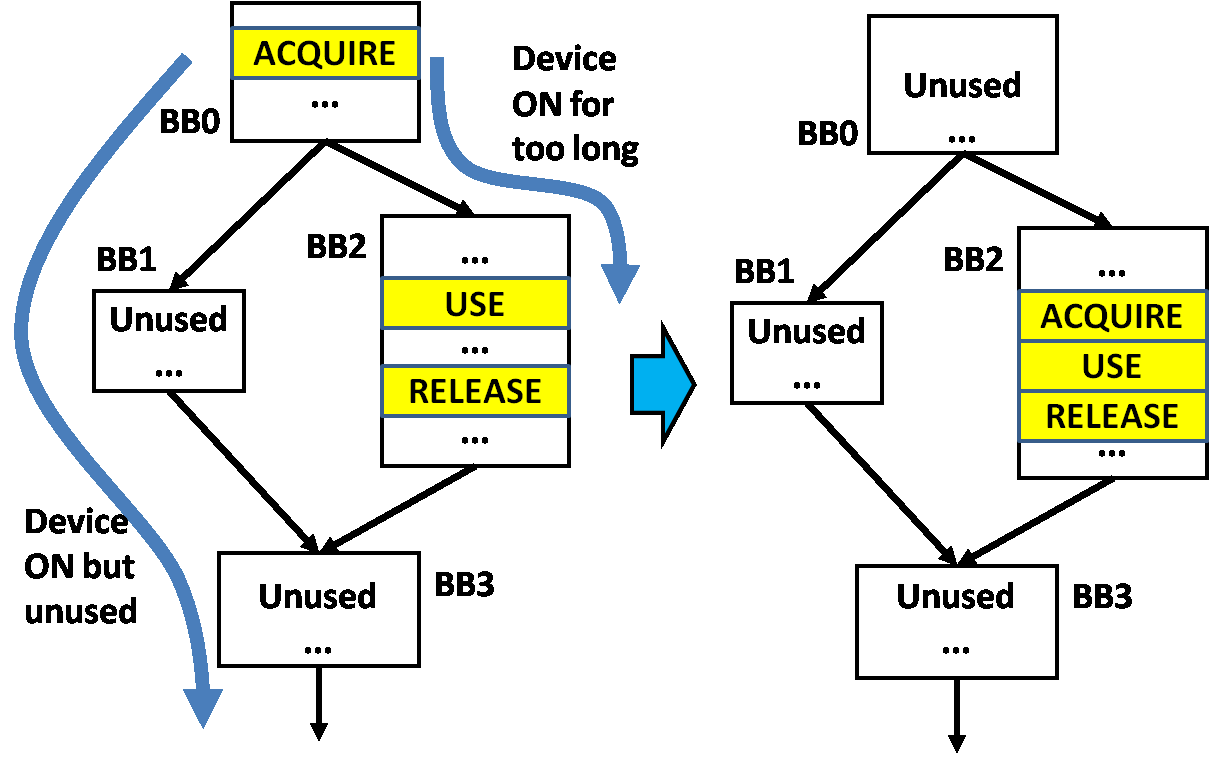 ACQUIRE
...
BB0
Device
ON for
too long
BB1
Unused
...
BB2
...
USE
...
RELEASE
...
Device
ON but
unused
Unused
...
BB3
Unused
...
BB0
BB1
Unused
...
BB2
...
ACQUIRE
USE
RELEASE
...
Unused
...
BB3